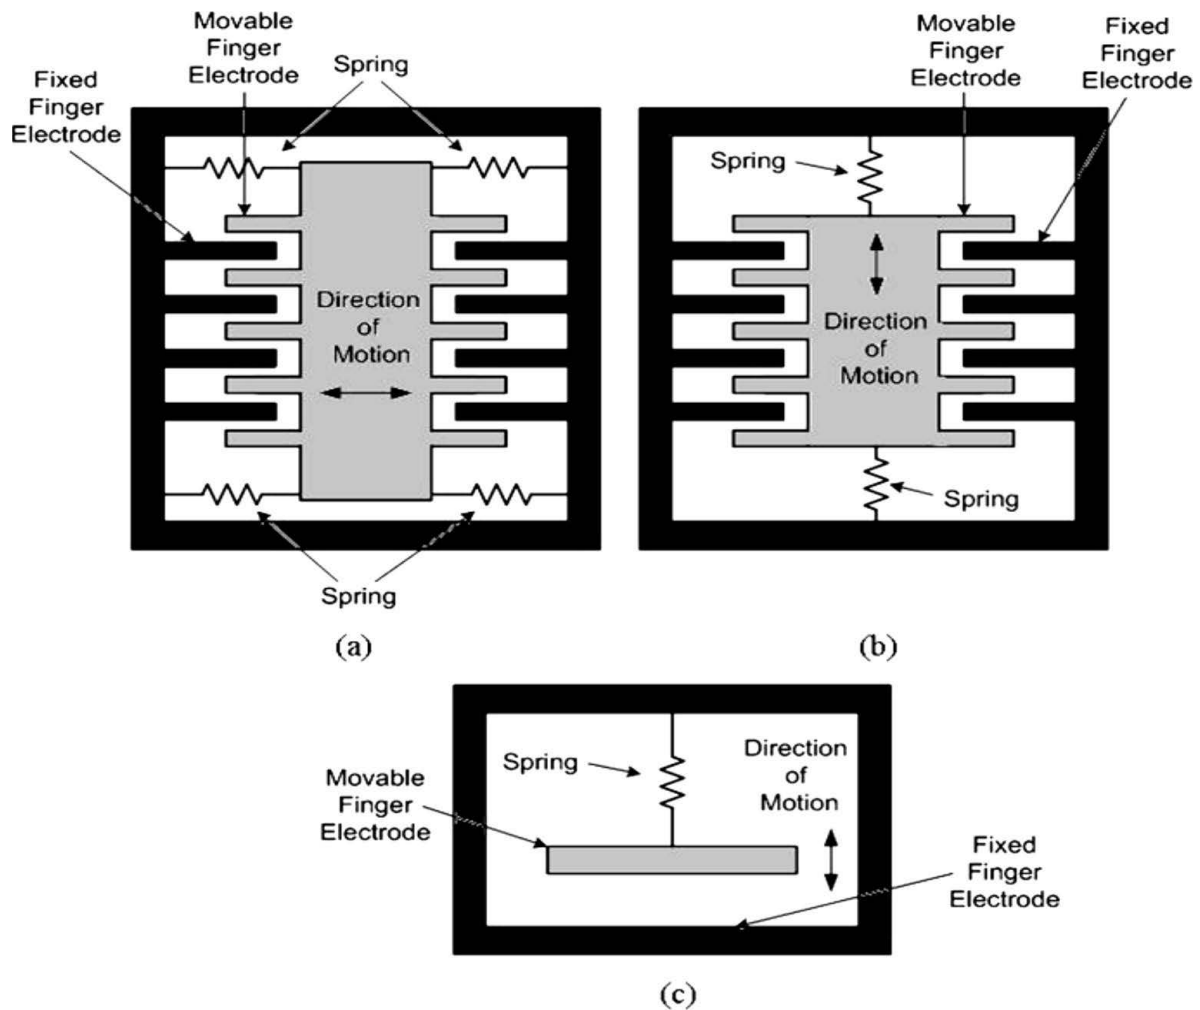 Movable
Finger
Electrode
Spring
Fixed
Finger
Electrode
Direction
of
Motion
Spring
(a)
Movable
Finger
Electrode
Fixed
Finger
Electrode
Spring
Direction
of
Motion
Spring
(b)
Spring
Direction
of
Motion
Movable
Finger
Electrode
Fixed
Finger
Electrode
(c)